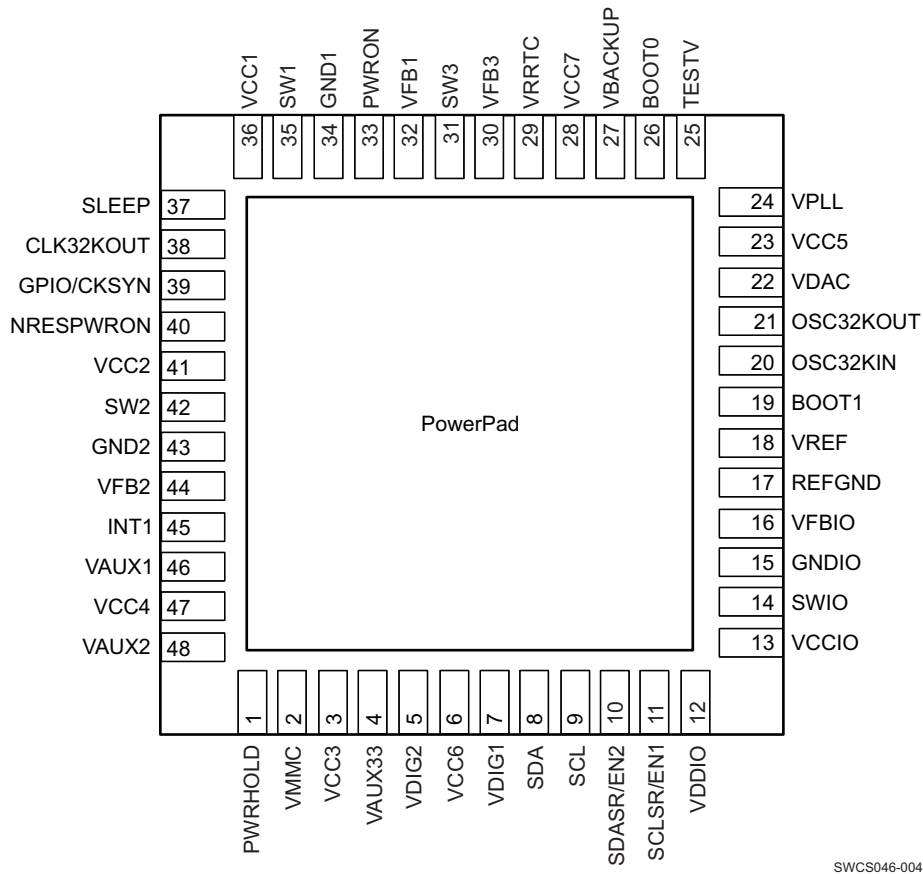 VCC1
SW1
GND1
PWRON
VFB1
SW3
VFB3
VRRTC
VCC7
VBACKUP
BOOT0
TESTV
36
35
34
33
32
31
30
29
28
27
26
25
SLEEP 37
CLK32KOUT 38
GPIO/CKSYN 39
NRESPWRON 40
VCC2 41
SW2 42
GND2 43
VFB2 44
INT1 45
VAUX1 46
VCC4 47
VAUX2 48
PowerPad
24 VPLL
23 VCC5
22 VDAC
21 OSC32KOUT
20 OSC32KIN
19 BOOT1
18 VREF
17 REFGND
16 VFBIO
15 GNDIO
14 SWIO
13 VCCIO
1
2
3
4
5
6
7
8
9
10
11
12
PWRHOLD
VMMC
VCC3
VAUX33
VDIG2
VCC6
VDIG1
SDA
SCL
SDASR/EN2
SCLSR/EN1
VDDIO
SWCS046-004